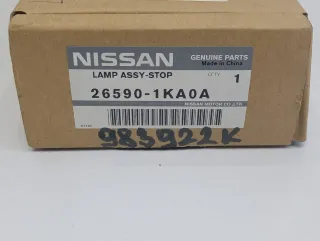 NISSAN GENUINE PARTS
Made in China
LAMP ASSY-STOP Q'TY 1
26590-1KA0A
NISSAN MOTOR CO.,LTD.
983922K